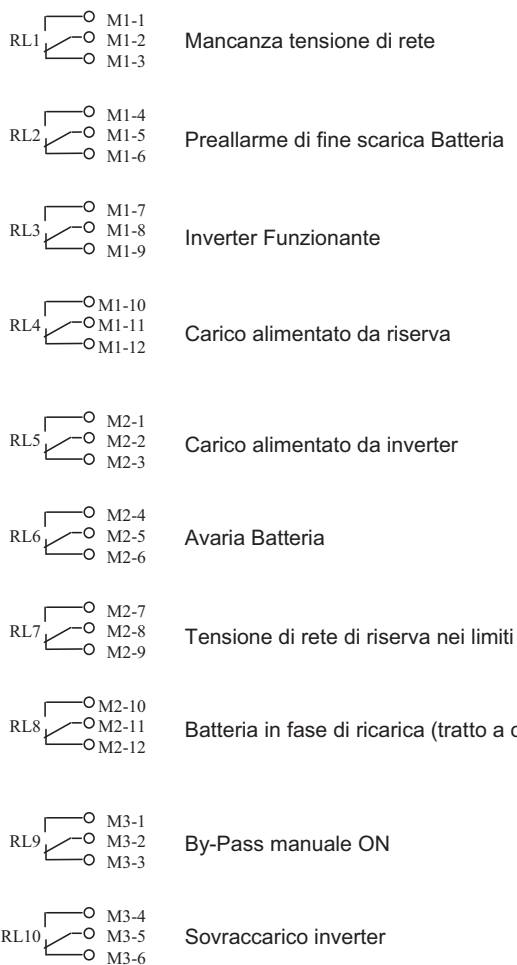 M1-1
RL1 M1-2 Mancanza tensione di rete
M1-3
M1-4
RL2 M1-5 Preallarme di fine scarica Batteria
M1-6
M1-7
RL3 M1-8 Inverter Funzionante
M1-9
M1-10
RL4 M1-11 Carico alimentato da riserva
M1-12
M2-1
RL5 M2-2 Carico alimentato da inverter
M2-3
M2-4
RL6 M2-5 Avaria Batteria
M2-6
M2-7
RL7 M2-8 Tensione di rete di riserva nei limiti
M2-9
M2-10
RL8 M2-11 Batteria in fase di ricarica (tratto a
M2-12
M3-1
RL9 M3-2 By-Pass manuale ON
M3-3
M3-4
RL10 M3-5 Sovraccarico inverter
M3-6